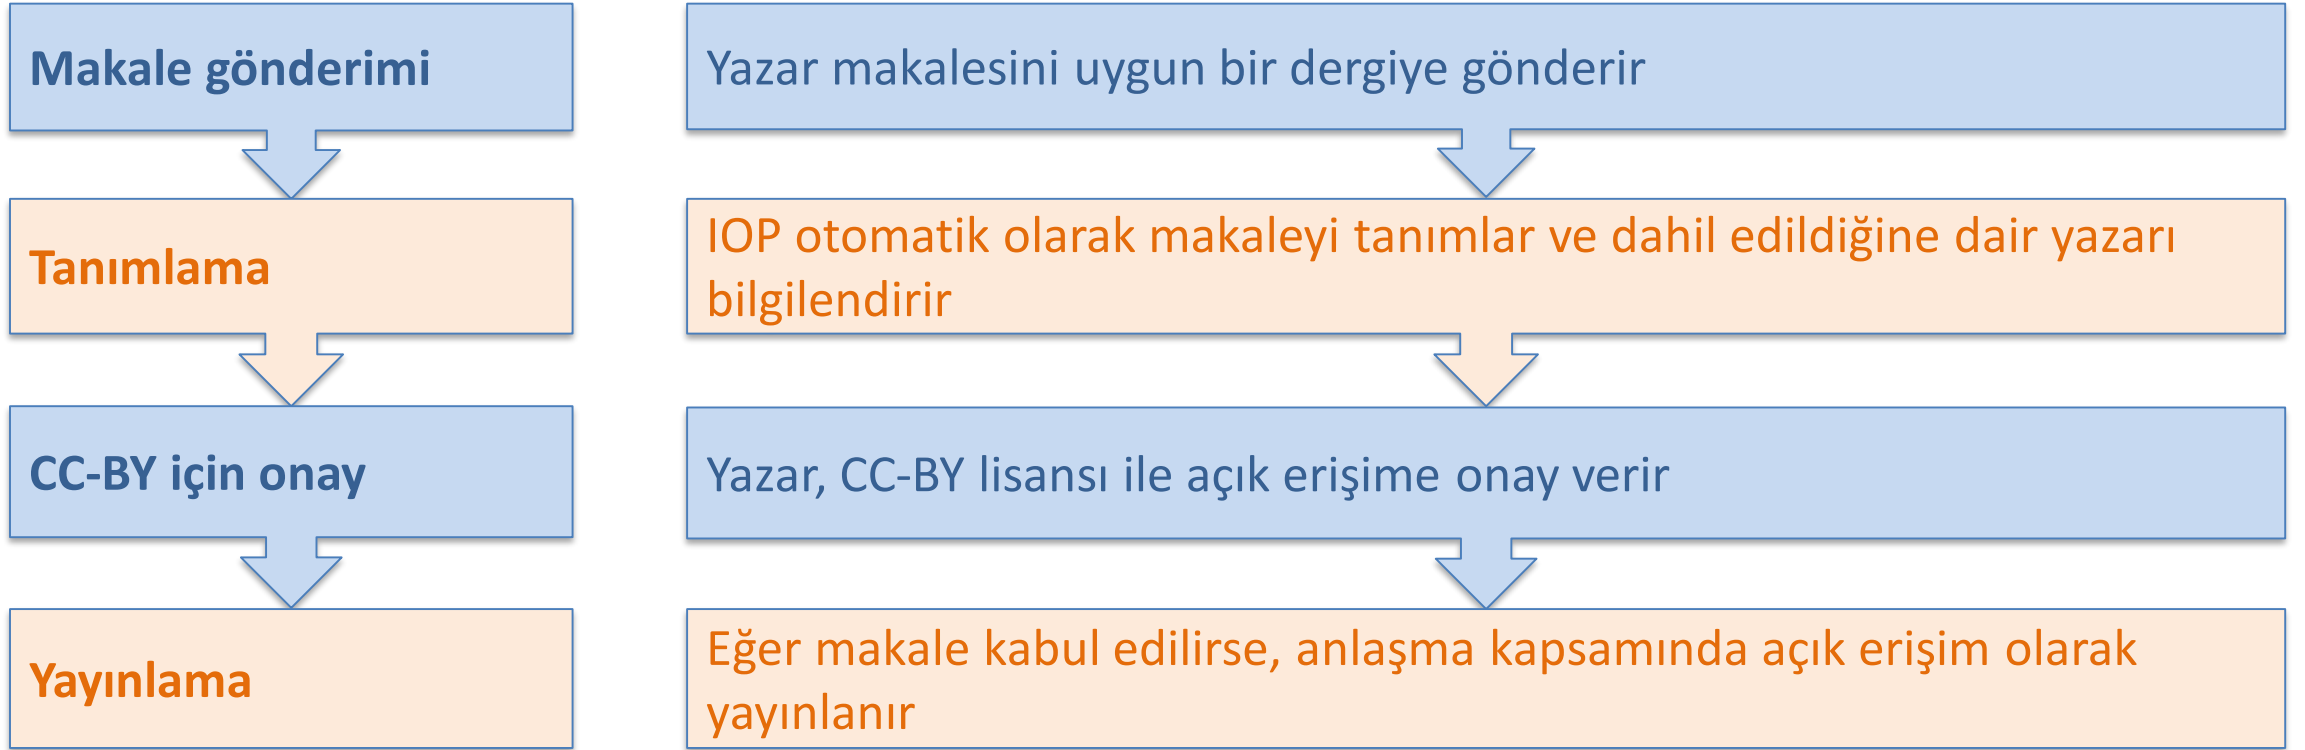 Makale gönderimi
Yazar makalesini uygun bir dergiye gönderir
Tanımlama
IOP otomatik olarak makaleyi tanımlar ve dahil edildiğine dair yazarı
bilgilendirir
CC-BY için onay
Yazar, CC-BY lisansı ile açık erişime onay verir
Yayınlama
Eğer makale kabul edilirse, anlaşma kapsamında açık erişim olarak
yayınlanır